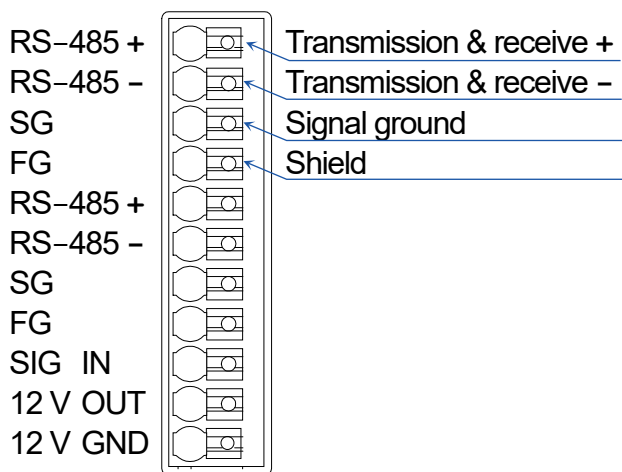 RS-485 + Transmission & receive +
RS-485 - Transmission & receive -
SG Signal ground
FG Shield
RS-485 +
RS-485 -
SG
FG
SIG IN
12 V OUT
12 V GND